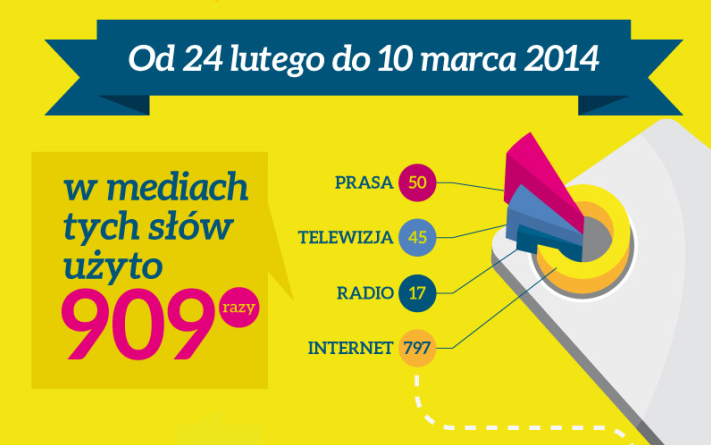 Od 24 lutego do 10 marca 2014
w mediach
tych słów
użyto
909 razy
PRASA 50
TELEWIZJA 45
RADIO 17
INTERNET 797